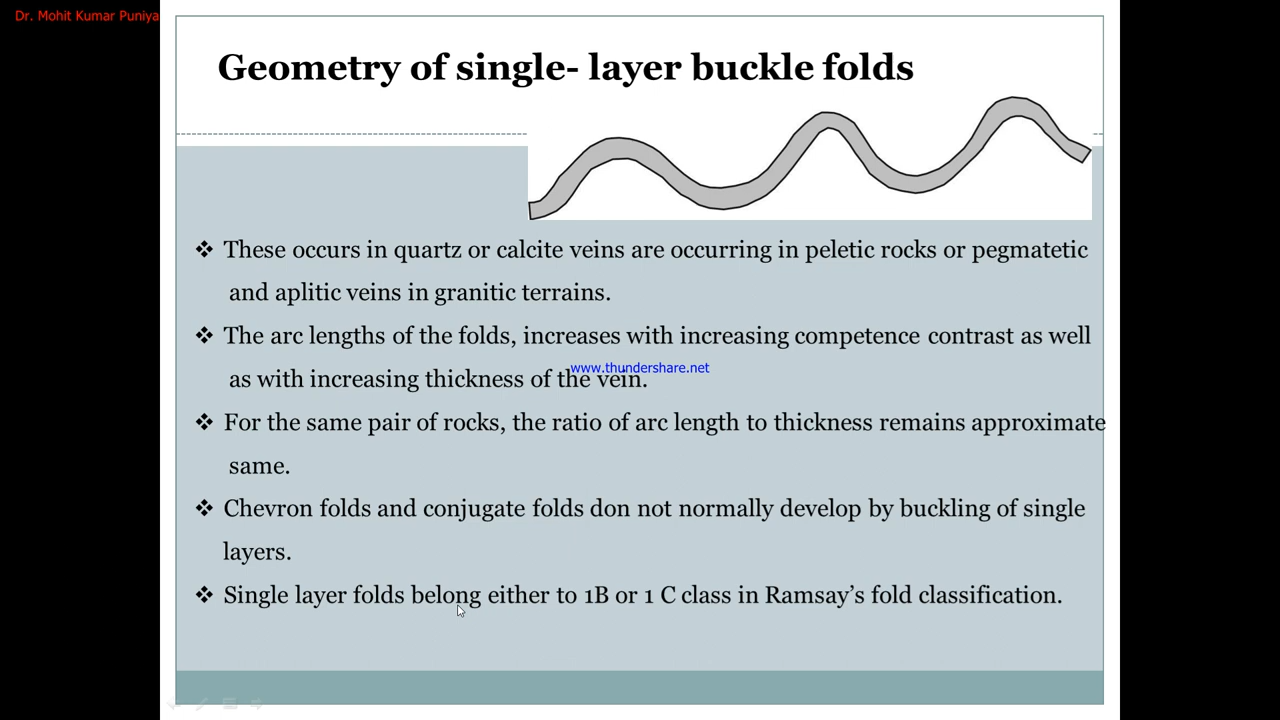 Dr. Mohit Kumar Puniya
Geometry of single- layer buckle folds
❖ These occurs in quartz or calcite veins are occurring in peletic rocks or pegmatetic
and aplitic veins in granitic terrains.
❖ The arc lengths of the folds, increases with increasing competence contrast as well
www.thundershare.net
as with increasing thickness of the vein.
❖ For the same pair of rocks, the ratio of arc length to thickness remains approximate
same.
❖ Chevron folds and conjugate folds don not normally develop by buckling of single
layers.
❖ Single layer folds belong either to 1B or 1 C class in Ramsay’s fold classification.